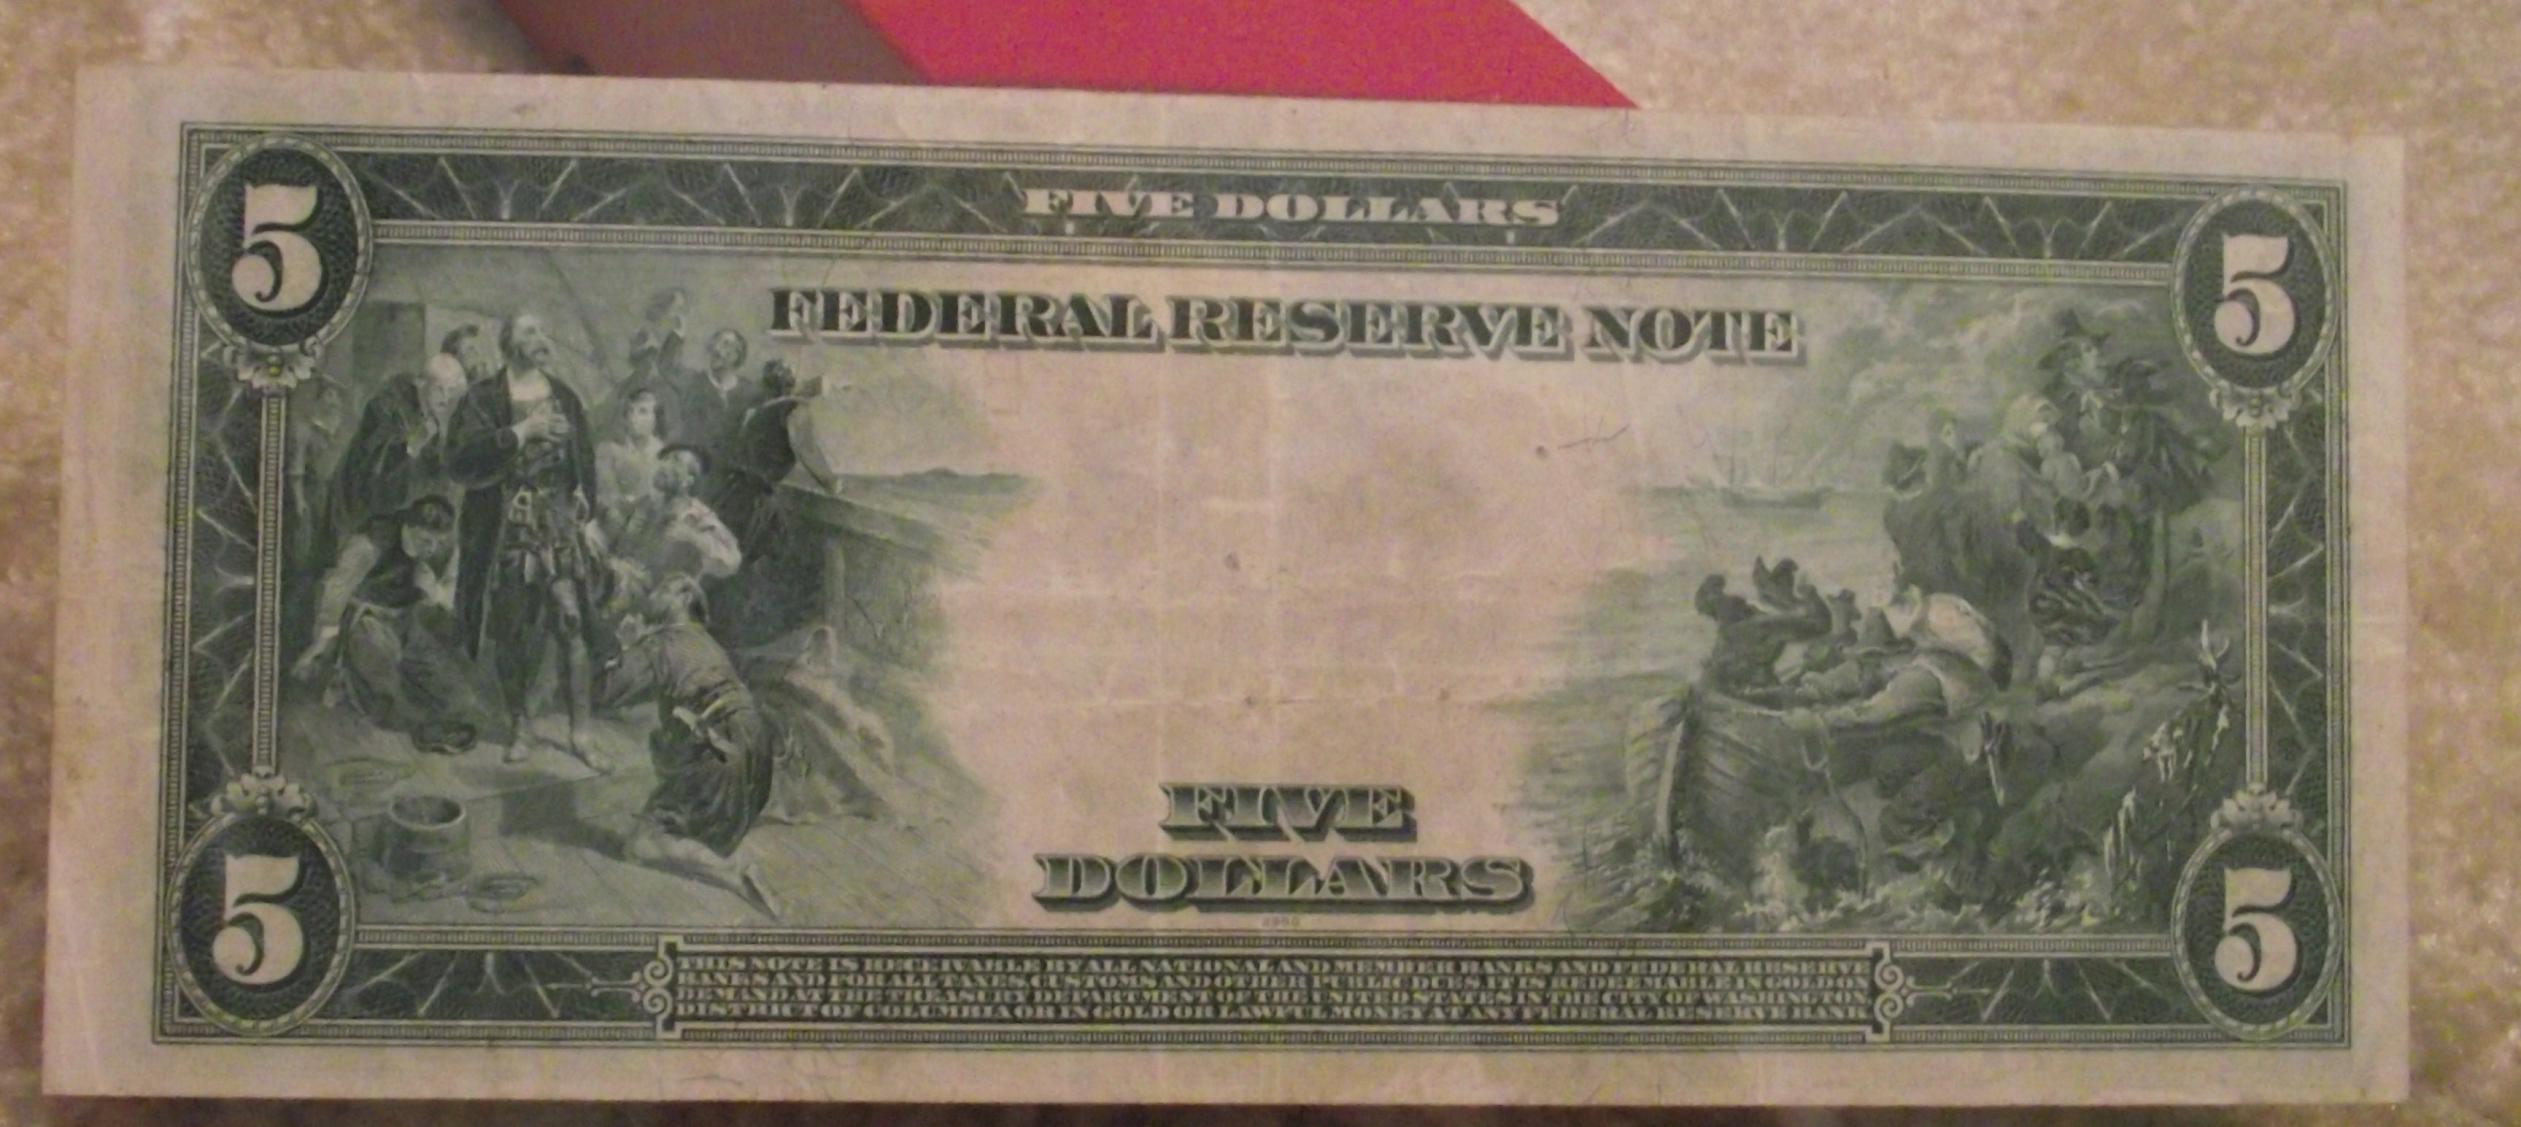 5 FIVE DOLLARS 5
FEDERAL RESERVE NOTE
FIVE
DOLLARS
5 5
THIS NOTE IS RECEIVABLE BY ALL NATIONAL AND MEMBER BANKS AND FEDERAL RESERVE
BANKS AND FOR ALL TAXES, CUSTOMS AND OTHER PUBLIC DUES. IT IS REDEEMABLE IN GOLD ON
DEMAND AT THE TREASURY DEPARTMENT OF THE UNITED STATES IN THE CITY OF WASHINGTON
DISTRICT OF COLUMBIA OR IN GOLD OR LAWFUL MONEY AT ANY FEDERAL RESERVE BANK.